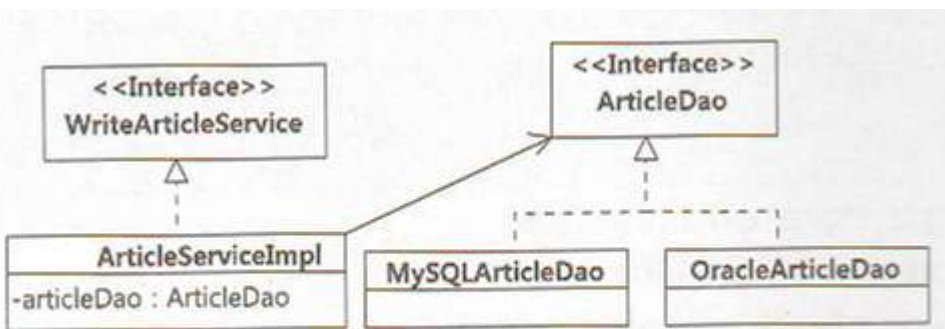 <<Interface>>
WriteArticleService
<<Interface>>
ArticleDao
ArticleServiceImpl
-articleDao : ArticleDao
MySQLArticleDao
OracleArticleDao